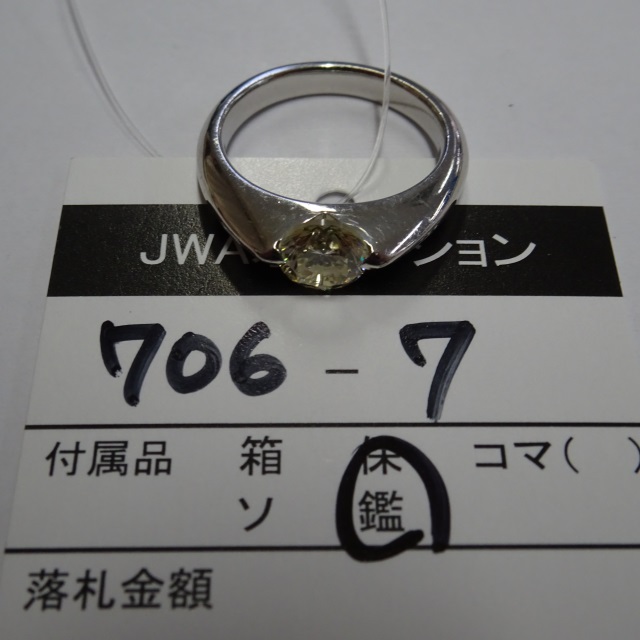 JWA ション
706-7
付属品 箱 保 コマ( )
ソ 鑑
落札金額